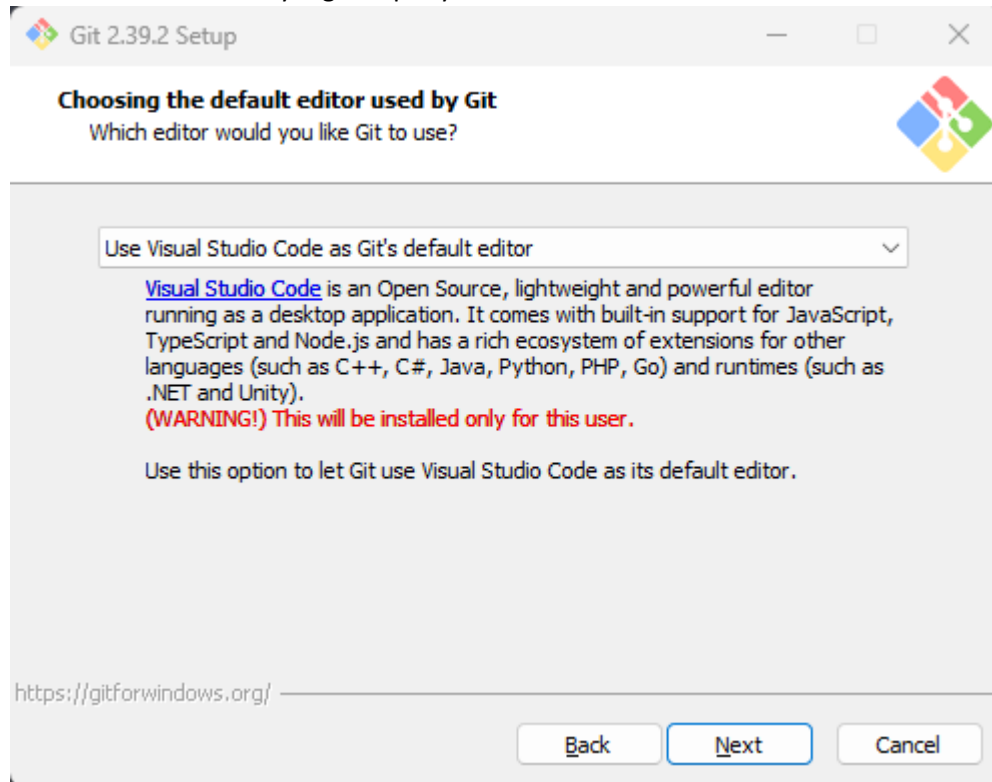 Git 2.39.2 Setup
Choosing the default editor used by Git
Which editor would you like Git to use?
Use Visual Studio Code as Git's default editor
Visual Studio Code is an Open Source, lightweight and powerful editor
running as a desktop application. It comes with built-in support for JavaScript,
TypeScript and Node.js and has a rich ecosystem of extensions for other
languages (such as C++, C#, Java, Python, PHP, Go) and runtimes (such as
.NET and Unity).
(WARNING!) This will be installed only for this user.
Use this option to let Git use Visual Studio Code as its default editor.
https://gitforwindows.org/
Back Next Cancel